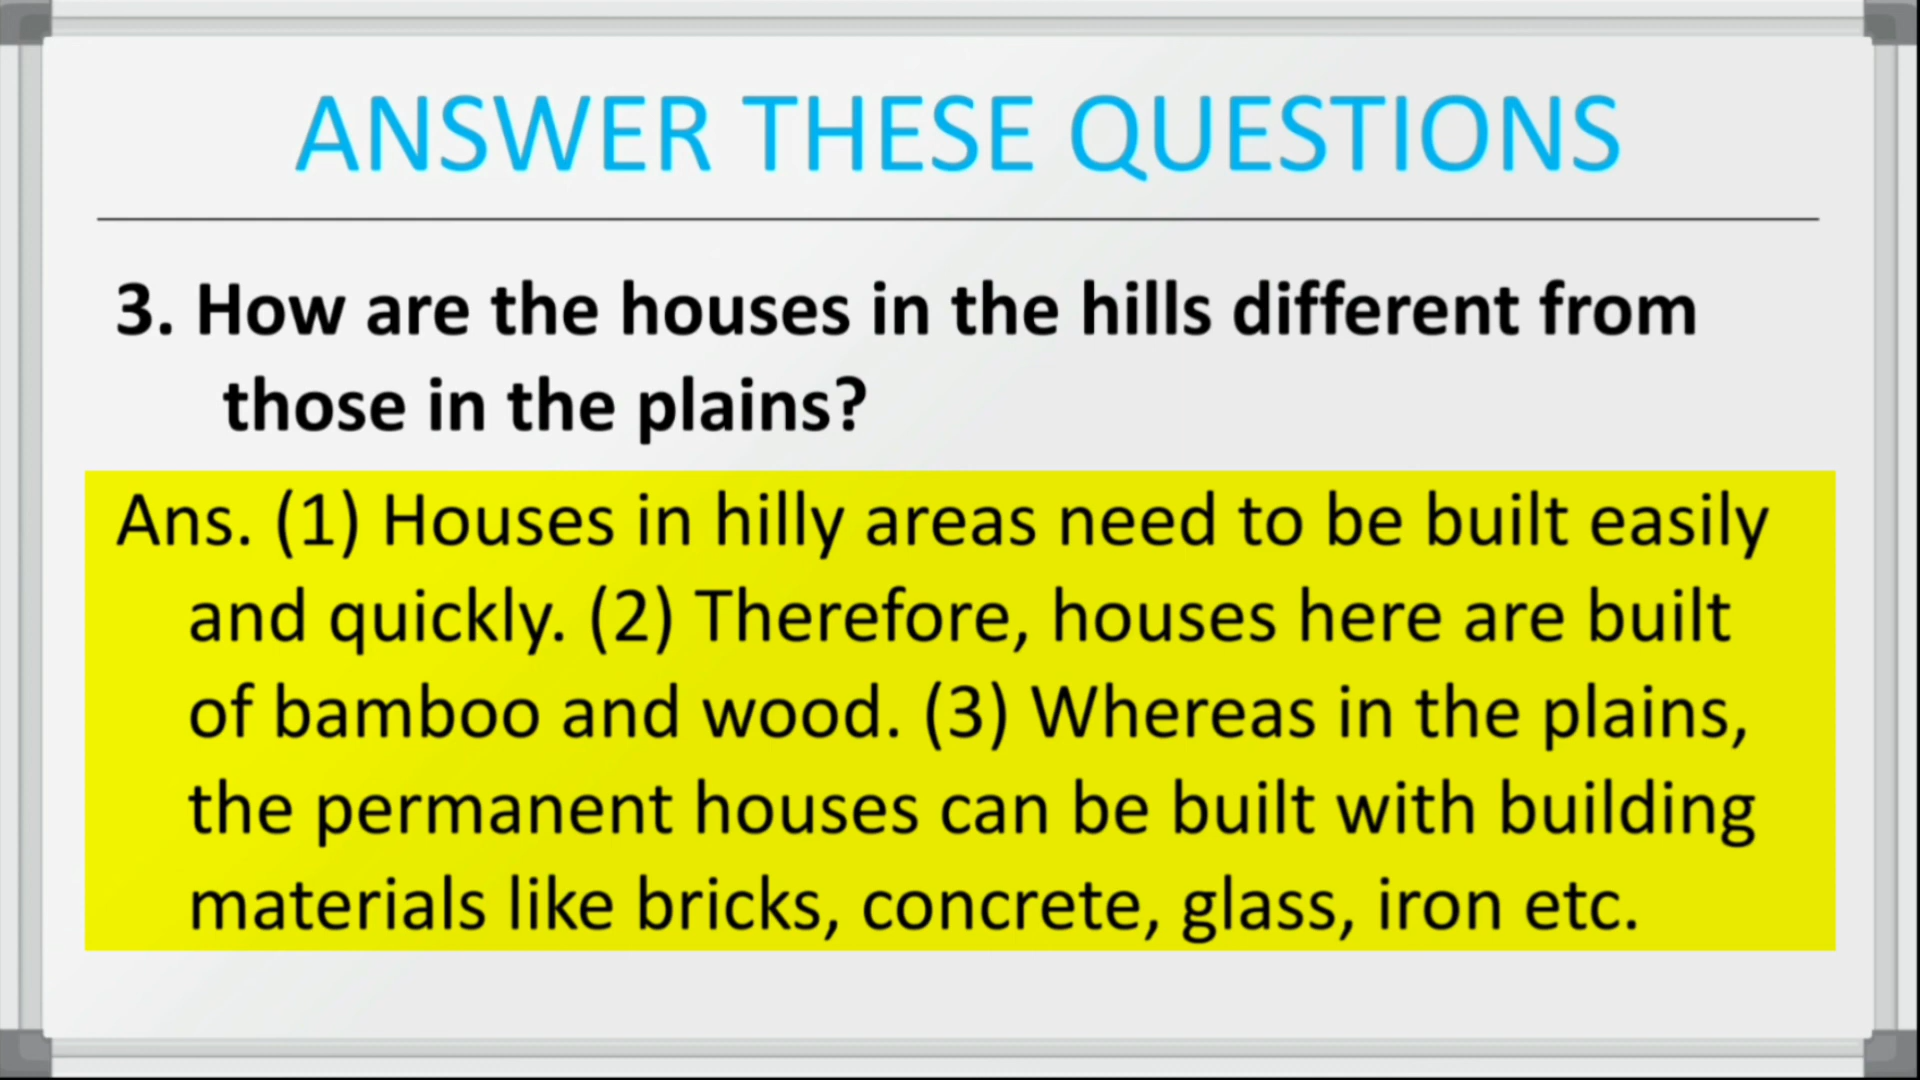 ANSWER THESE QUESTIONS
3. How are the houses in the hills different from
those in the plains?
Ans. (1) Houses in hilly areas need to be built easily
and quickly. (2) Therefore, houses here are built
of bamboo and wood. (3) Whereas in the plains,
the permanent houses can be built with building
materials like bricks, concrete, glass, iron etc.